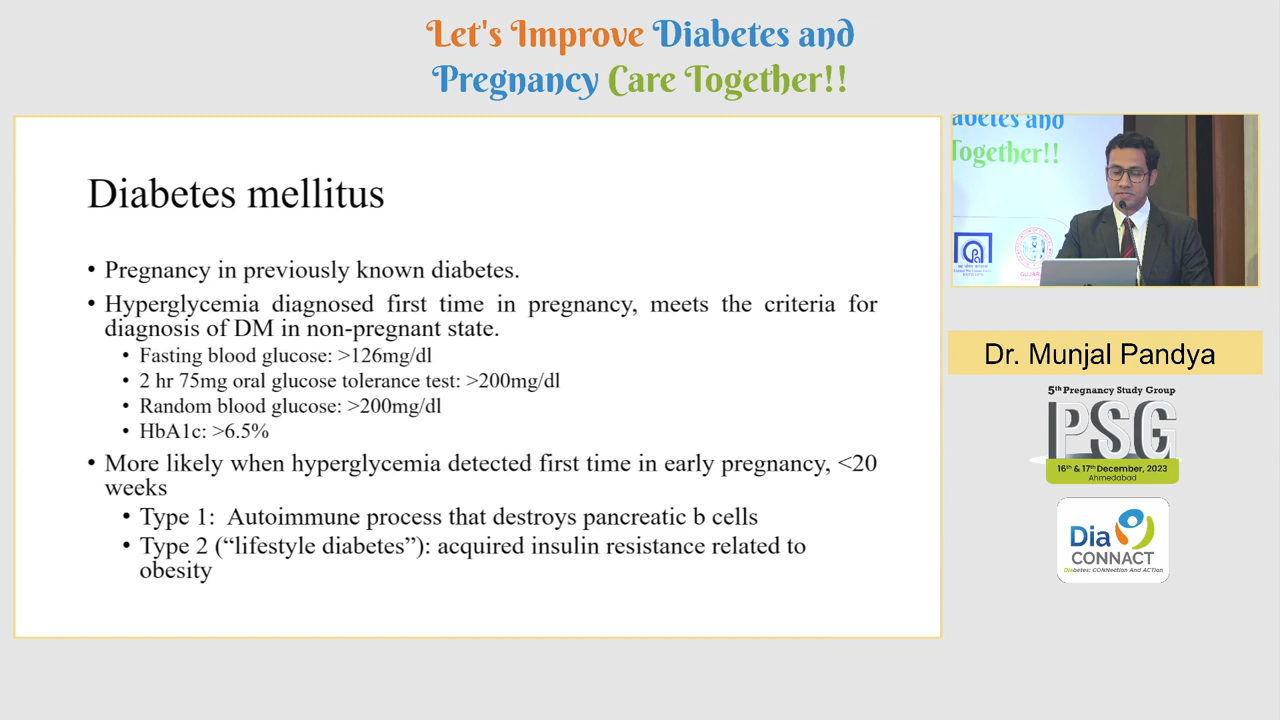 Let's Improve Diabetes and
Pregnancy Care Together!!
Diabetes mellitus
• Pregnancy in previously known diabetes.
• Hyperglycemia diagnosed first time in pregnancy, meets the criteria for
diagnosis of DM in non-pregnant state.
• Fasting blood glucose: >126mg/dl
• 2 hr 75mg oral glucose tolerance test: >200mg/dl
• Random blood glucose: >200mg/dl
• HbA1c: >6.5%
• More likely when hyperglycemia detected first time in early pregnancy, <20
weeks
• Type 1: Autoimmune process that destroys pancreatic b cells
• Type 2 (“lifestyle diabetes”): acquired insulin resistance related to
obesity
abetes and
Together!!
Dr. Munjal Pandya
5th Pregnancy Study Group
PSG
16th & 17th December, 2023
Ahmedabad
Dia
CONNACT
Diabetes: CONNection And ACTion